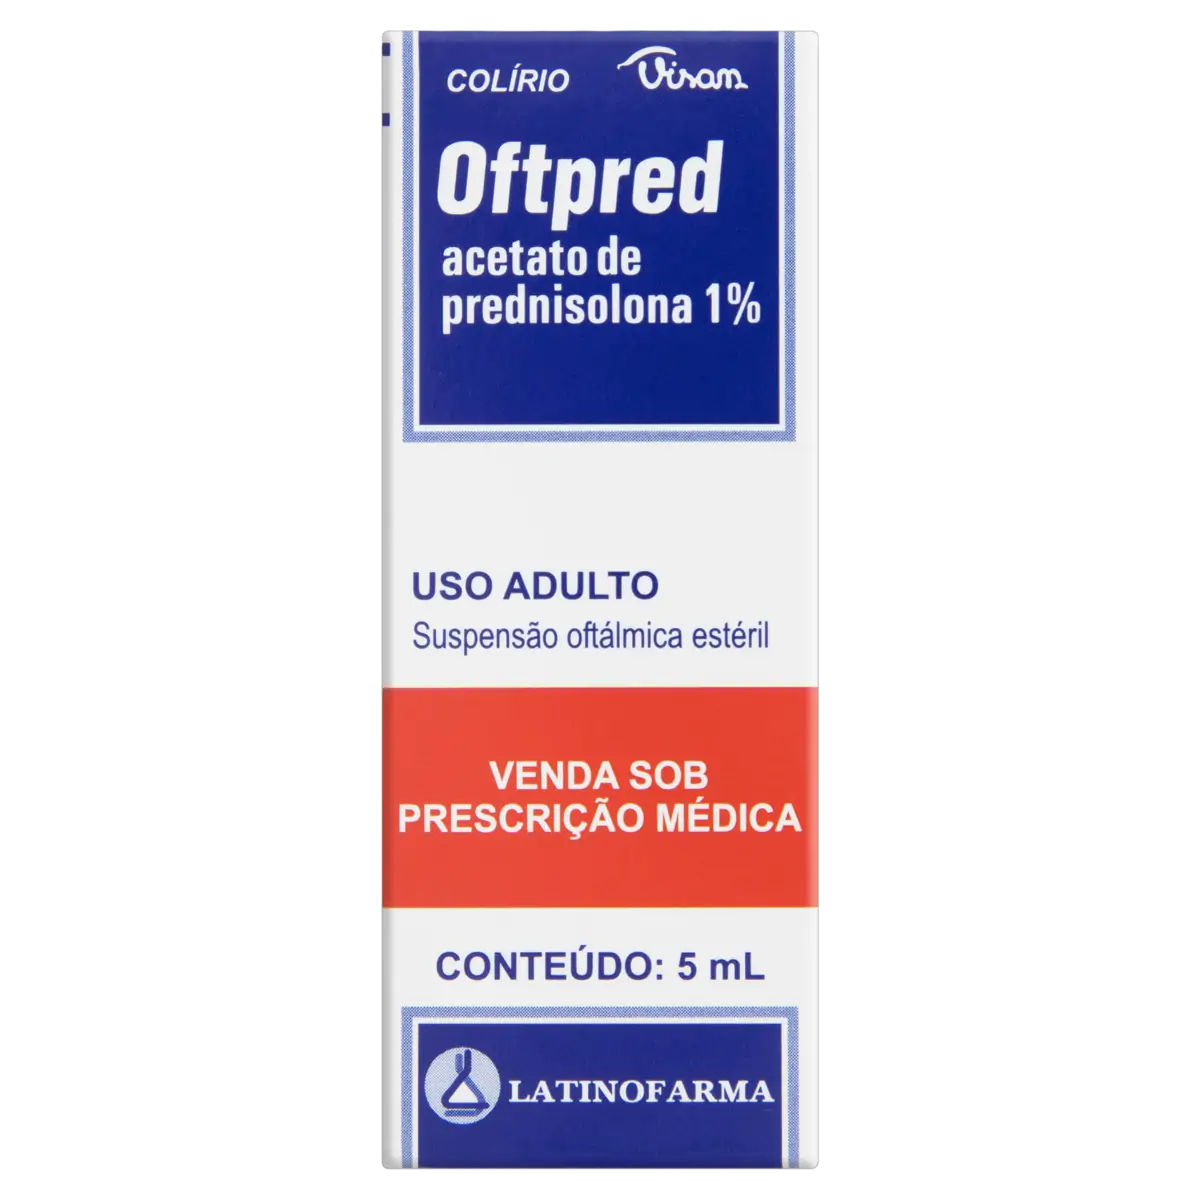 COLÍRIO
Visan
Oftpred
acetato de
prednisolona 1%
USO ADULTO
Suspensão oftálmica estéril
VENDA SOB
PRESCRIÇÃO MÉDICA
CONTEÚDO: 5 mL
LATINOFARMA